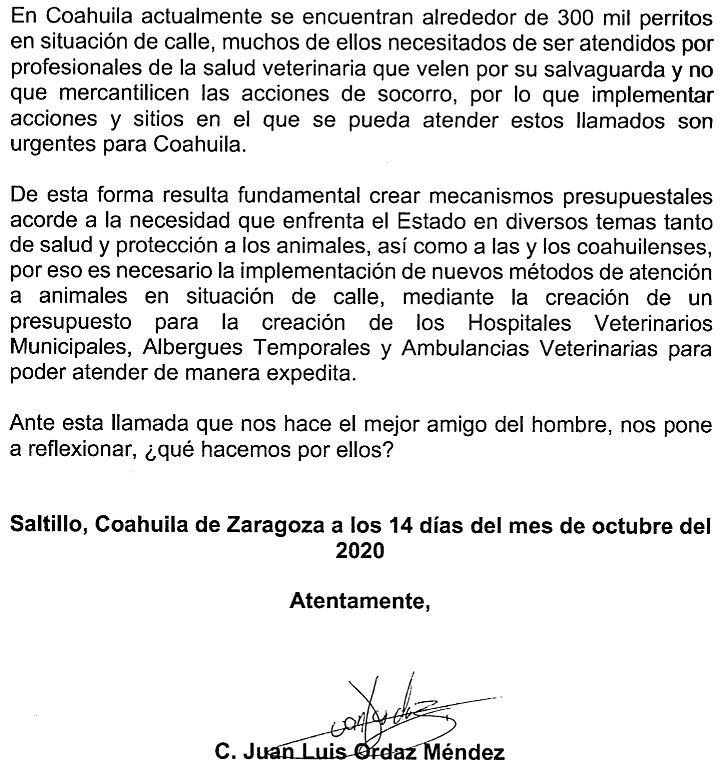 En Coahuila actualmente se encuentran alrededor de 300 mil perritos
en situación de calle, muchos de ellos necesitados de ser atendidos por
profesionales de la salud veterinaria que velen por su salvaguarda y no
que mercantilicen las acciones de socorro, por lo que implementar
acciones y sitios en el que se pueda atender estos llamados son
urgentes para Coahuila.
De esta forma resulta fundamental crear mecanismos presupuestales
acorde a la necesidad que enfrenta el Estado en diversos temas tanto
de salud y protección a los animales, así como a las y los coahuilenses,
por eso es necesario la implementación de nuevos métodos de atención
a animales en situación de calle, mediante la creación de un
presupuesto para la creación de los Hospitales Veterinarios
Municipales, Albergues Temporales y Ambulancias Veterinarias para
poder atender de manera expedita.
Ante esta llamada que nos hace el mejor amigo del hombre, nos pone
a reflexionar, ¿qué hacemos por ellos?
Saltillo, Coahuila de Zaragoza a los 14 días del mes de octubre del
2020
Atentamente,
C. Juan Luis Ordaz Méndez